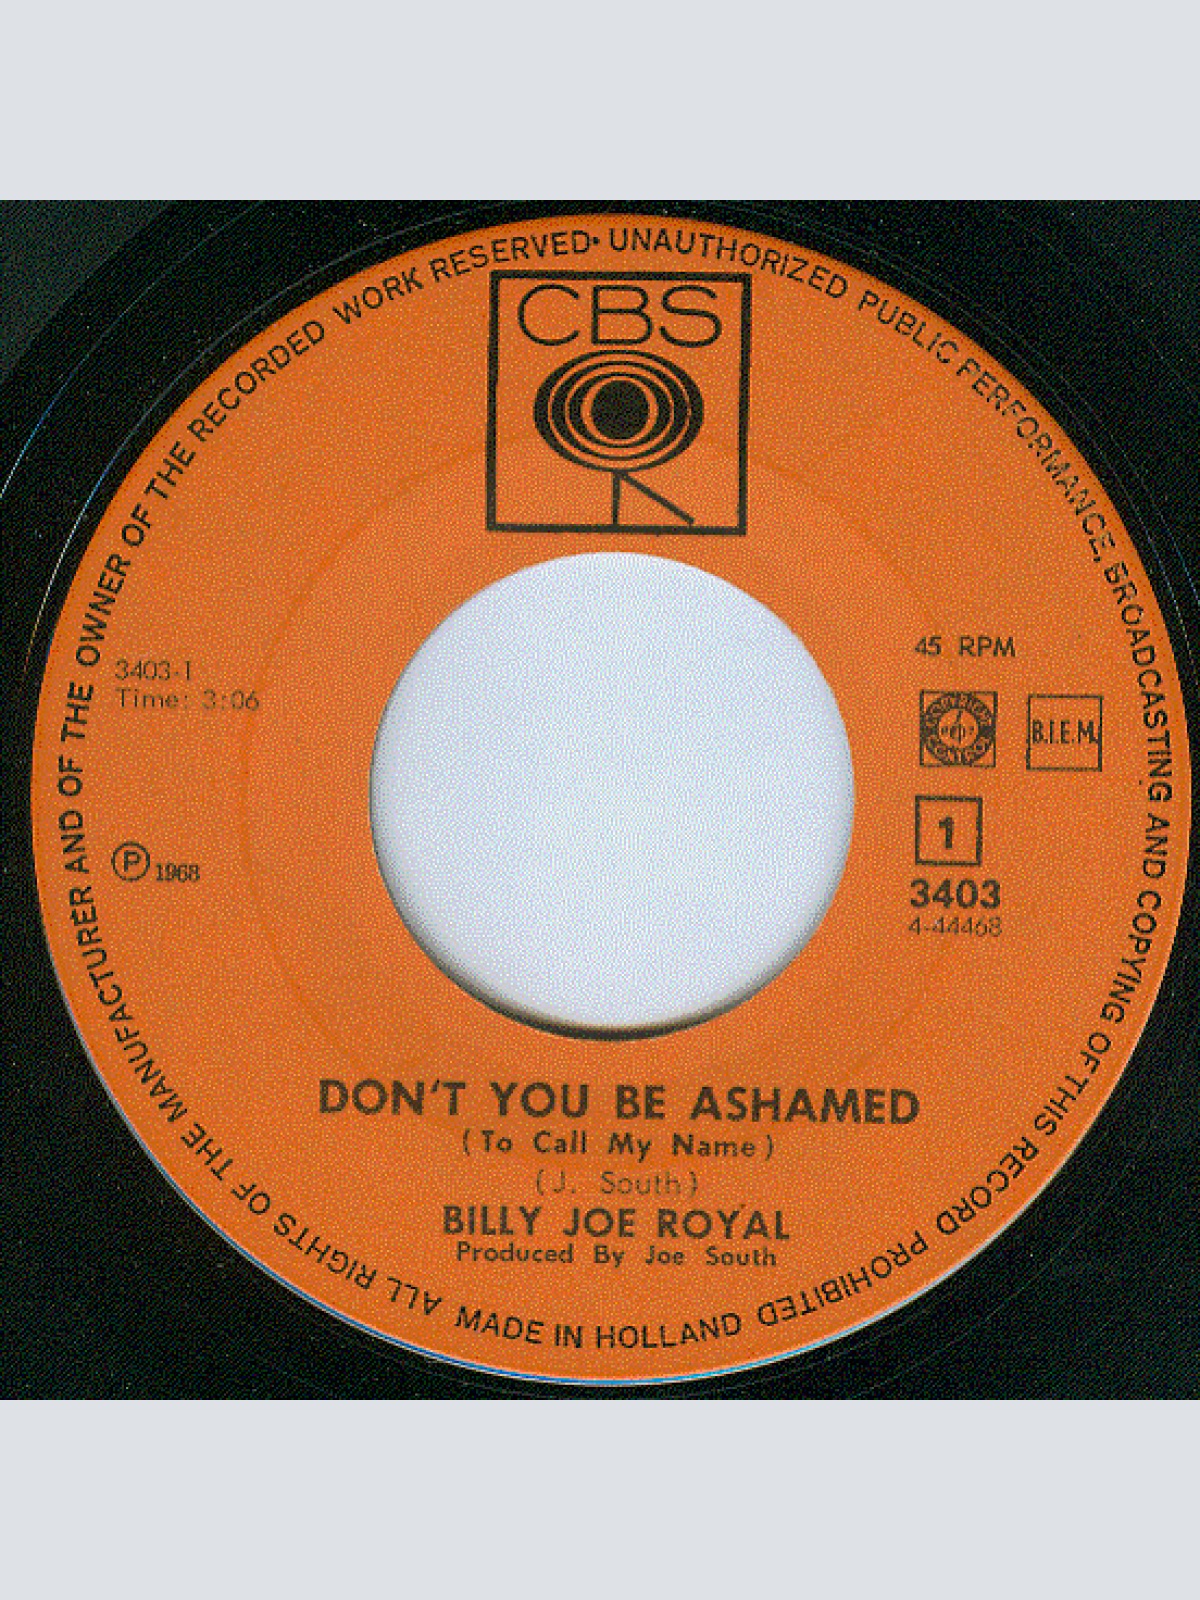 ALL RIGHTS OF THE MANUFACTURER AND OF THE OWNER OF THE RECORDED WORK RESERVED• UNAUTHORIZED PUBLIC PERFORMANCE, BROADCASTING AND COPYING OF THIS RECORD PROHIBITED
CBS
3403-1
Time: 3:06
Ⓟ 1968
45 RPM
B.I.E.M.
1
3403
4-44468
DON'T YOU BE ASHAMED
(To Call My Name)
(J. South)
BILLY JOE ROYAL
Produced By Joe South
MADE IN HOLLAND